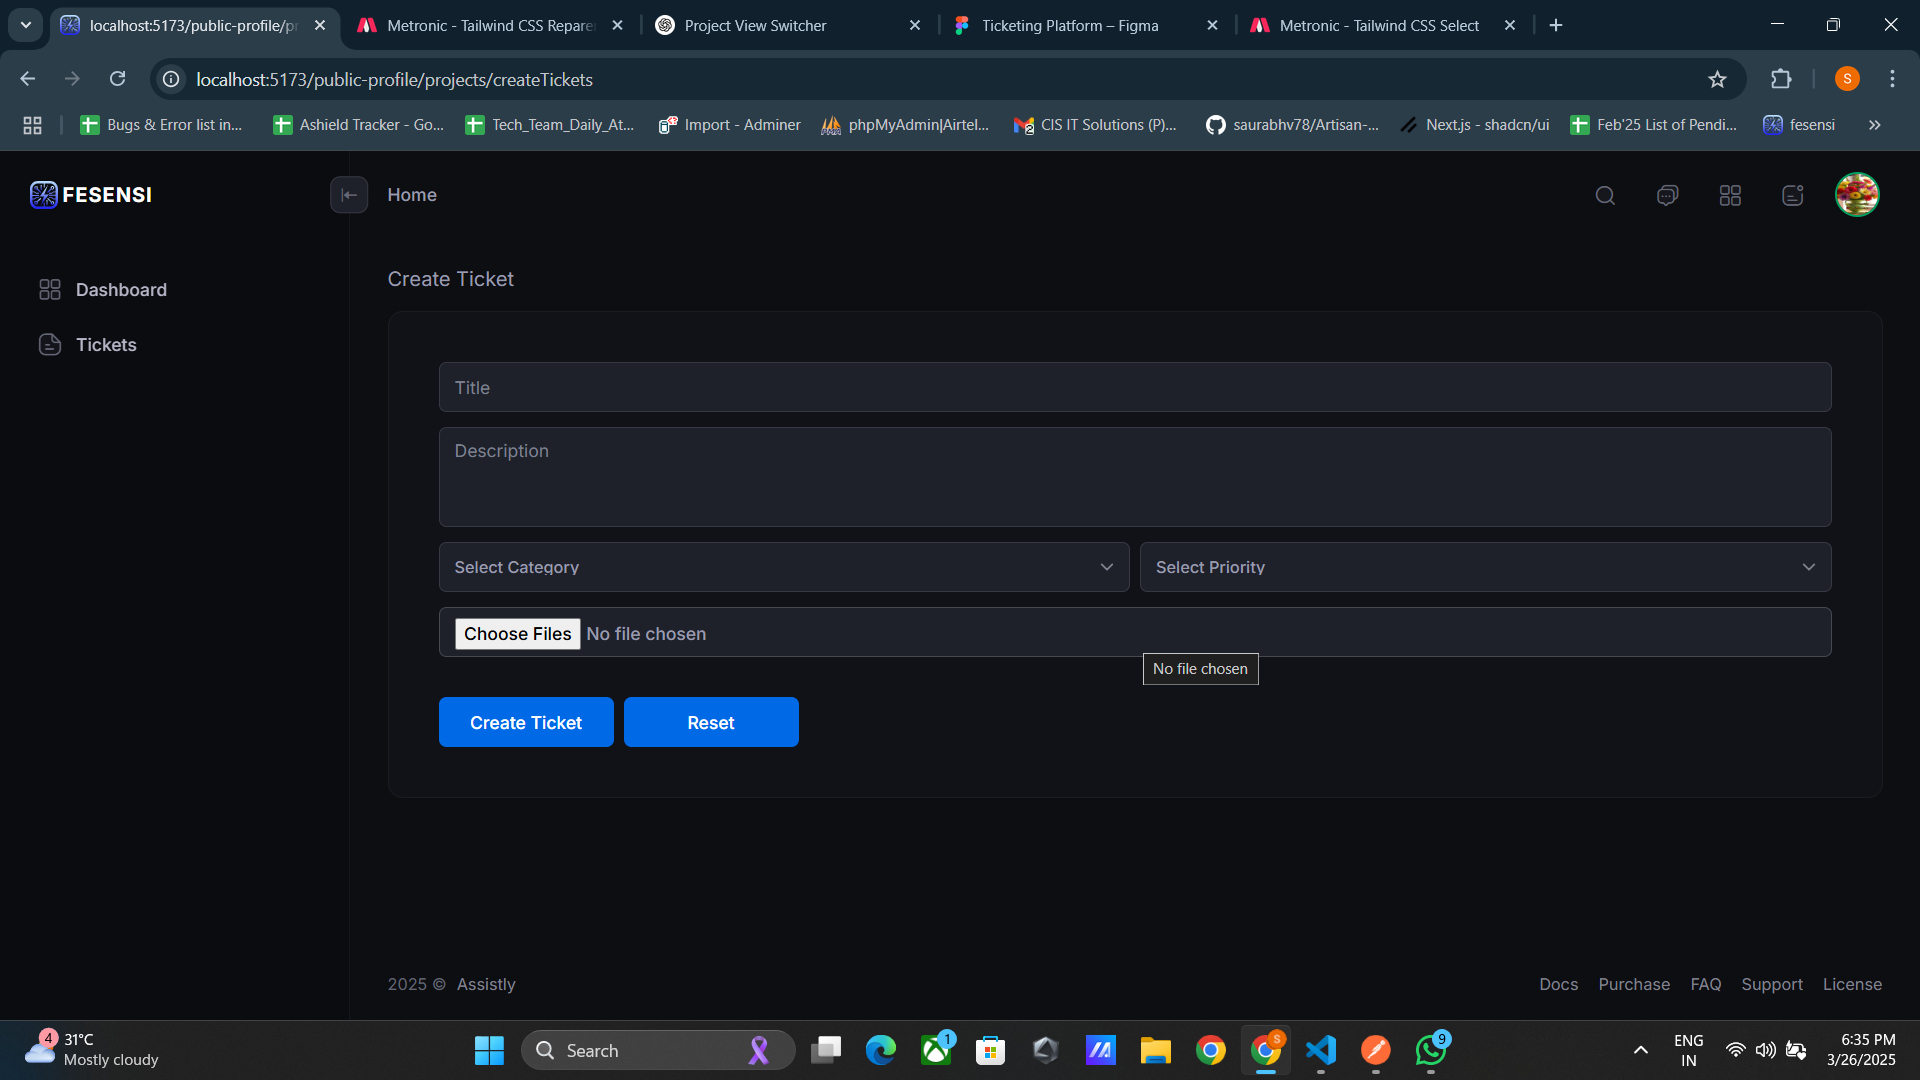 localhost:5173/public-profile/pr
Metronic - Tailwind CSS Reparen
Project View Switcher
Ticketing Platform – Figma
Metronic - Tailwind CSS Select
localhost:5173/public-profile/projects/createTickets
S
Bugs & Error list in...
Ashield Tracker - Go...
Tech_Team_Daily_At...
Import - Adminer
phpMyAdmin|Airtel...
CIS IT Solutions (P)...
saurabhv78/Artisan-...
Next.js - shadcn/ui
Feb'25 List of Pendi...
fesensi
FESENSI
Home
Dashboard
Tickets
Create Ticket
Title
Description
Select Category
Select Priority
Choose Files No file chosen
No file chosen
Create Ticket
Reset
2025 © Assistly
Docs
Purchase
FAQ
Support
License
4
31°C
Mostly cloudy
Search
1
S
9
ENG
IN
6:35 PM
3/26/2025